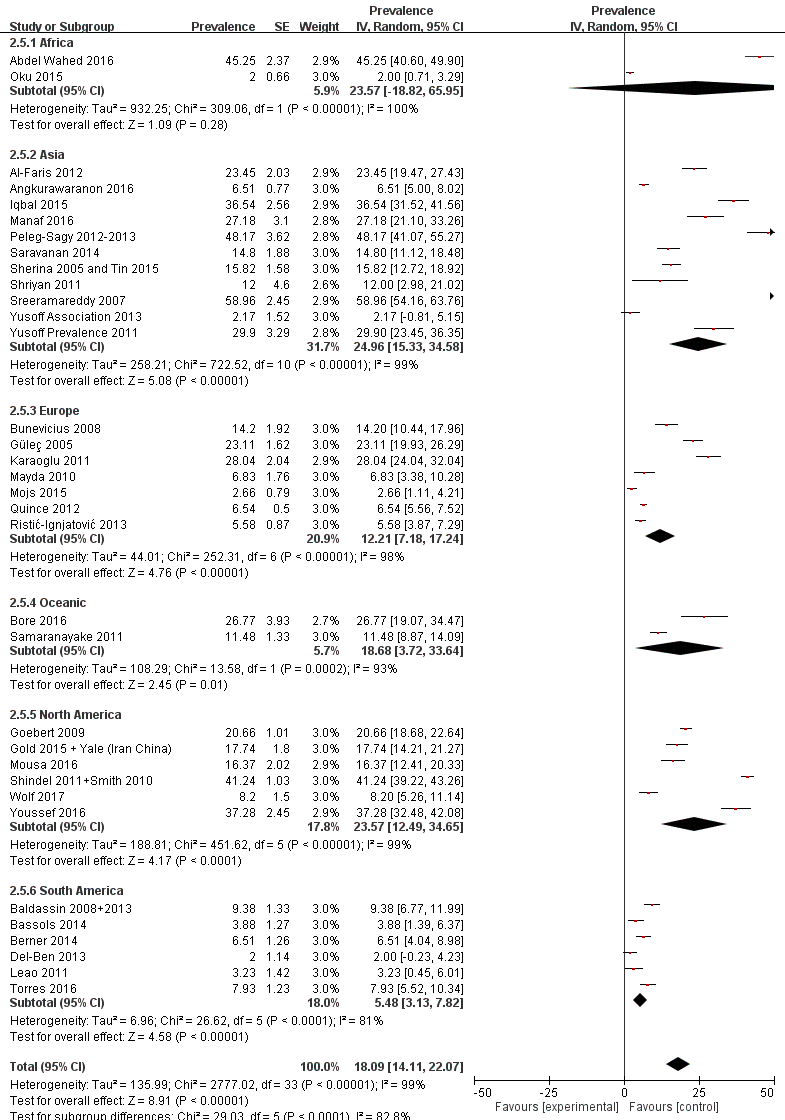 Prevalence Prevalence
Study or Subgroup Prevalence SE Weight IV, Random, 95% CI IV, Random, 95% CI
2.5.1 Africa
Abdel Wahed 2016 45.25 2.37 2.9% 45.25 [40.60, 49.90]
Oku 2015 2 0.66 3.0% 2.00 [0.71, 3.29]
Subtotal (95% CI) 5.9% 23.57 [-18.82, 65.95]
Heterogeneity: Tau² = 932.25; Chi² = 309.06, df = 1 (P < 0.00001); I² = 100%
Test for overall effect: Z = 1.09 (P = 0.28)
2.5.2 Asia
Al-Faris 2012 23.45 2.03 2.9% 23.45 [19.47, 27.43]
Angkurawaranon 2016 6.51 0.77 3.0% 6.51 [5.00, 8.02]
Iqbal 2015 36.54 2.56 2.9% 36.54 [31.52, 41.56]
Manaf 2016 27.18 3.1 2.8% 27.18 [21.10, 33.26]
Peleg-Sagy 2012-2013 48.17 3.62 2.8% 48.17 [41.07, 55.27]
Saravanan 2014 14.8 1.88 2.9% 14.80 [11.12, 18.48]
Sherina 2005 and Tin 2015 15.82 1.58 3.0% 15.82 [12.72, 18.92]
Shriyan 2011 12 4.6 2.6% 12.00 [2.98, 21.02]
Sreeramareddy 2007 58.96 2.45 2.9% 58.96 [54.16, 63.76]
Yusoff Association 2013 2.17 1.52 3.0% 2.17 [-0.81, 5.15]
Yusoff Prevalence 2011 29.9 3.29 2.8% 29.90 [23.45, 36.35]
Subtotal (95% CI) 31.7% 24.96 [15.33, 34.58]
Heterogeneity: Tau² = 258.21; Chi² = 722.52, df = 10 (P < 0.00001); I² = 99%
Test for overall effect: Z = 5.08 (P < 0.00001)
2.5.3 Europe
Bunevicius 2008 14.2 1.92 3.0% 14.20 [10.44, 17.96]
Güleç 2005 23.11 1.62 3.0% 23.11 [19.93, 26.29]
Karaoglu 2011 28.04 2.04 2.9% 28.04 [24.04, 32.04]
Mayda 2010 6.83 1.76 3.0% 6.83 [3.38, 10.28]
Mojs 2015 2.66 0.79 3.0% 2.66 [1.11, 4.21]
Quince 2012 6.54 0.5 3.0% 6.54 [5.56, 7.52]
Ristić-Ignjatović 2013 5.58 0.87 3.0% 5.58 [3.87, 7.29]
Subtotal (95% CI) 20.9% 12.21 [7.18, 17.24]
Heterogeneity: Tau² = 44.01; Chi² = 252.31, df = 6 (P < 0.00001); I² = 98%
Test for overall effect: Z = 4.76 (P < 0.00001)
2.5.4 Oceanic
Bore 2016 26.77 3.93 2.7% 26.77 [19.07, 34.47]
Samaranayake 2011 11.48 1.33 3.0% 11.48 [8.87, 14.09]
Subtotal (95% CI) 5.7% 18.68 [3.72, 33.64]
Heterogeneity: Tau² = 108.29; Chi² = 13.58, df = 1 (P = 0.0002); I² = 93%
Test for overall effect: Z = 2.45 (P = 0.01)
2.5.5 North America
Goebert 2009 20.66 1.01 3.0% 20.66 [18.68, 22.64]
Gold 2015 + Yale (Iran China) 17.74 1.8 3.0% 17.74 [14.21, 21.27]
Mousa 2016 16.37 2.02 2.9% 16.37 [12.41, 20.33]
Shindel 2011+Smith 2010 41.24 1.03 3.0% 41.24 [39.22, 43.26]
Wolf 2017 8.2 1.5 3.0% 8.20 [5.26, 11.14]
Youssef 2016 37.28 2.45 2.9% 37.28 [32.48, 42.08]
Subtotal (95% CI) 17.8% 23.57 [12.49, 34.65]
Heterogeneity: Tau² = 188.81; Chi² = 451.62, df = 5 (P < 0.00001); I² = 99%
Test for overall effect: Z = 4.17 (P < 0.0001)
2.5.6 South America
Baldassin 2008+2013 9.38 1.33 3.0% 9.38 [6.77, 11.99]
Bassols 2014 3.88 1.27 3.0% 3.88 [1.39, 6.37]
Berner 2014 6.51 1.26 3.0% 6.51 [4.04, 8.98]
Del-Ben 2013 2 1.14 3.0% 2.00 [-0.23, 4.23]
Leao 2011 3.23 1.42 3.0% 3.23 [0.45, 6.01]
Torres 2016 7.93 1.23 3.0% 7.93 [5.52, 10.34]
Subtotal (95% CI) 18.0% 5.48 [3.13, 7.82]
Heterogeneity: Tau² = 6.96; Chi² = 26.62, df = 5 (P < 0.0001); I² = 81%
Test for overall effect: Z = 4.58 (P < 0.00001)
Total (95% CI) 100.0% 18.09 [14.11, 22.07]
Heterogeneity: Tau² = 135.99; Chi² = 2777.02, df = 33 (P < 0.00001); I² = 99%
-50 -25 0 25 50
Test for overall effect: Z = 8.91 (P < 0.00001)
Favours [experimental] Favours [control]
Test for subgroup differences: Chi² = 29.03, df = 5 (P < 0.0001), I² = 82.8%